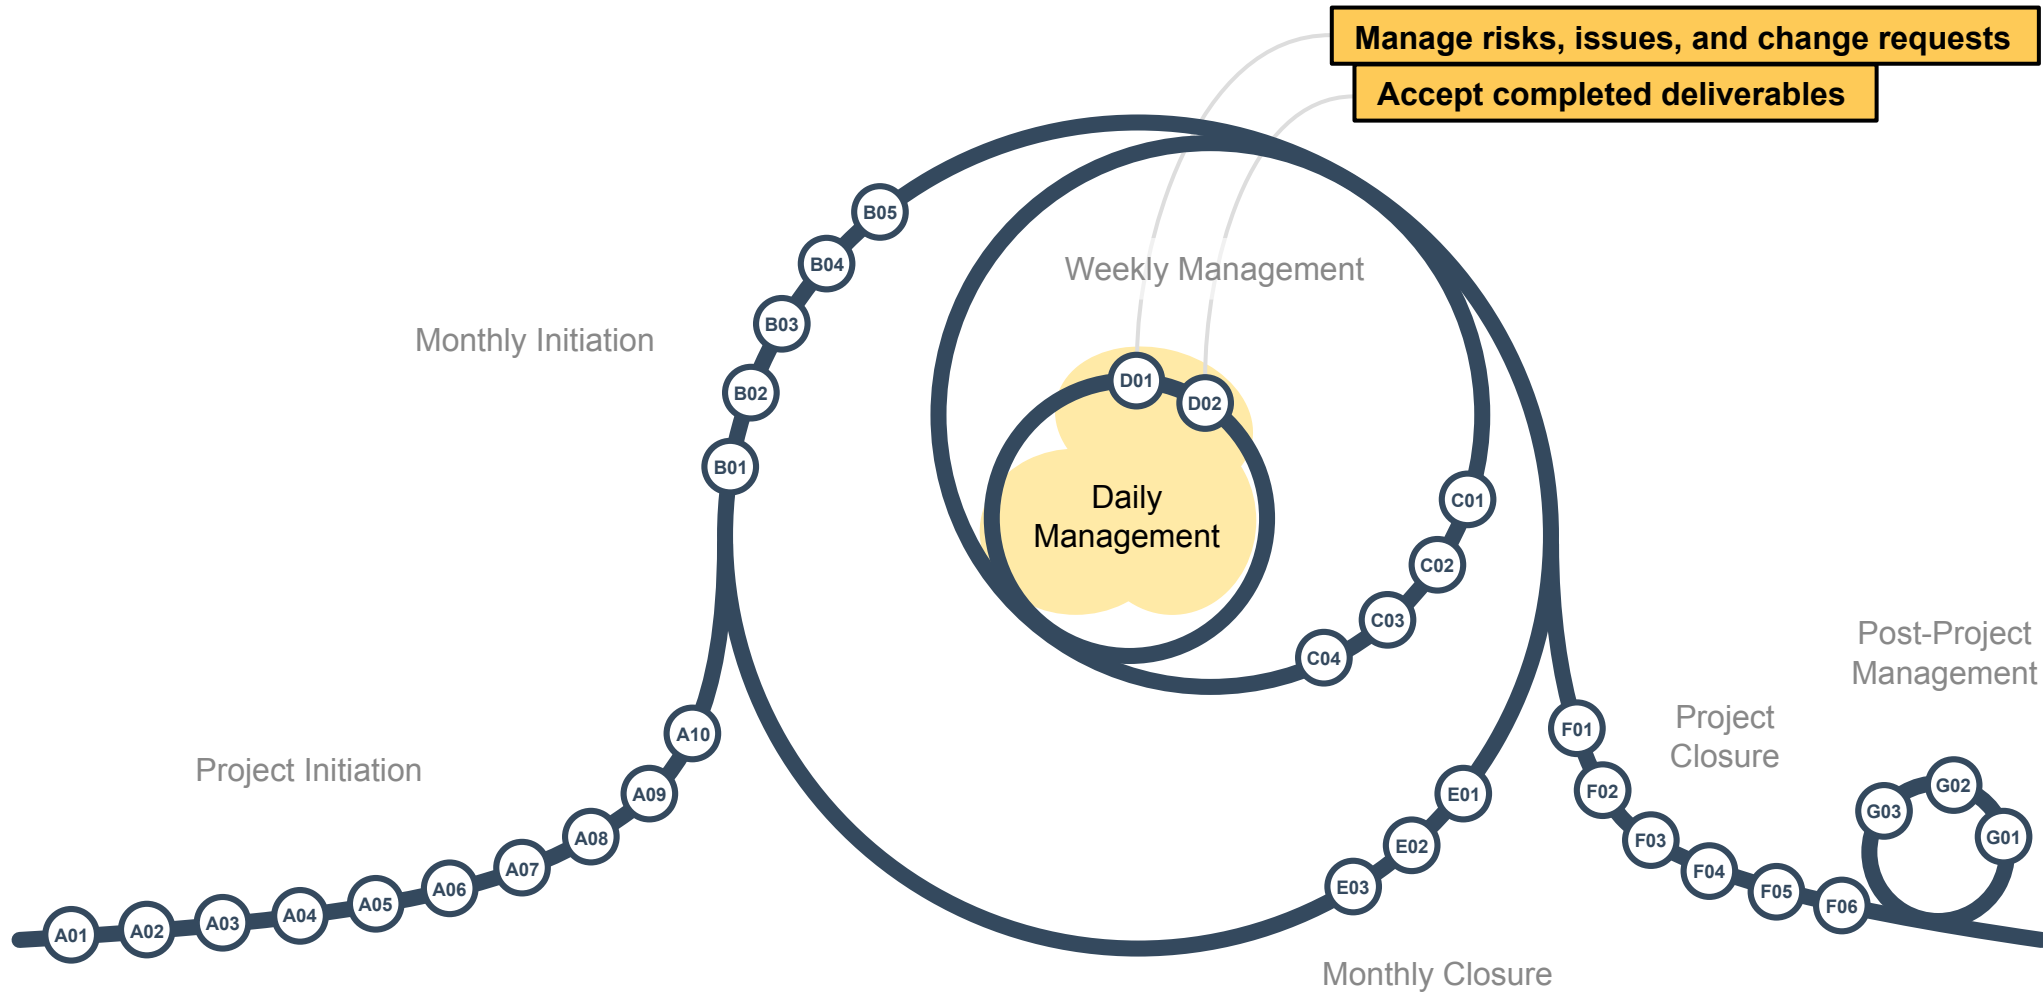 Manage risks, issues, and change requests
Accept completed deliverables
B05
B04
Weekly Management
B03
Monthly Initiation
D01
B02
D02
B01
Daily
Management
C01
C02
C03
C04
Post-Project
Management
Project
Closure
F01
A10
Project Initiation
A09
E01
F02
G02
G03
G01
A08
E02
F03
A07
F04
A06
E03
F05
A05
F06
A04
A03
A02
A01
Monthly Closure